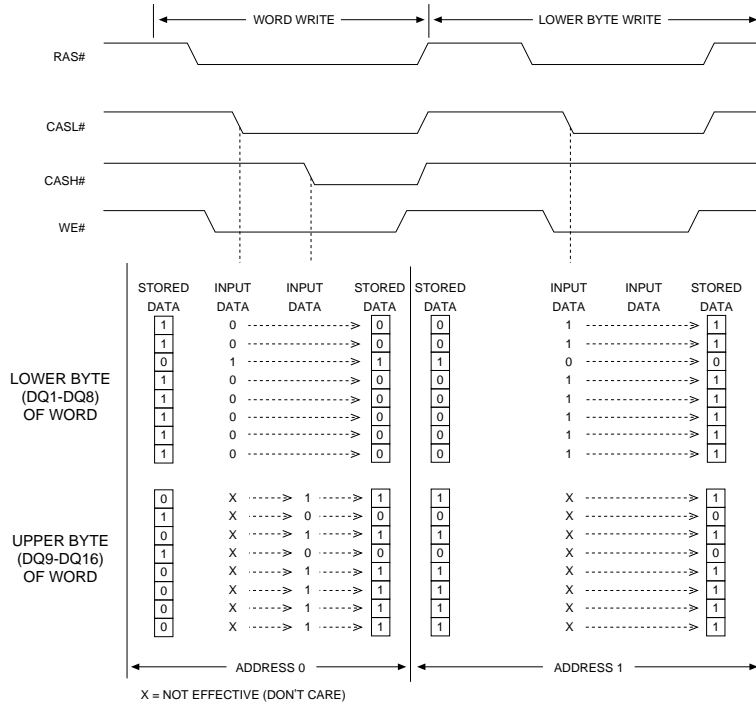 WORD WRITE LOWER BYTE WRITE
RAS#
CASL#
CASH#
WE#
STORED INPUT INPUT STORED STORED INPUT INPUT STORED
DATA DATA DATA DATA DATA DATA DATA DATA
1 0 0 0 1 1
1 0 0 0 1 1
0 1 1 1 0 0
1 0 0 0 1 1
1 0 0 0 1 1
1 0 0 0 1 1
1 0 0 0 1 1
1 0 0 0 1 1
LOWER BYTE
(DQ1-DQ8)
OF WORD
0 X 1 1 1 X 1
1 X 0 0 0 X 0
0 X 1 1 1 X 1
1 X 0 0 0 X 0
0 X 1 1 1 X 1
0 X 1 1 1 X 1
0 X 1 1 1 X 1
0 X 1 1 1 X 1
UPPER BYTE
(DQ9-DQ16)
OF WORD
ADDRESS 0 ADDRESS 1
X = NOT EFFECTIVE (DON'T CARE)